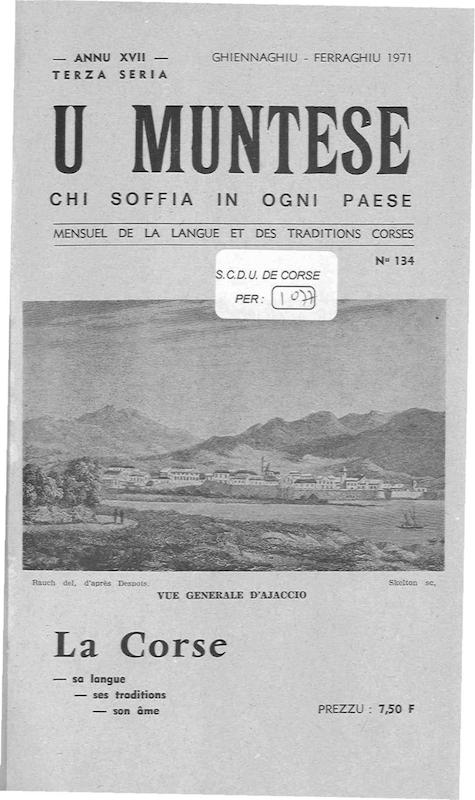 — ANNU XVII —
GHIENNAGHIU - FERRAGHIU 1971
TERZA SERIA
U MUNTESE
CHI SOFFIA IN OGNI PAESE
MENSUEL DE LA LANGUE ET DES TRADITIONS CORSES
Nº 134
S.C.D.U. DE CORSE
PER : 1077
Rauch del, d'après Despois.
Skelton sc,
VUE GENERALE D'AJACCIO
La Corse
— sa langue
— ses traditions
— son âme
PREZZU : 7,50 F